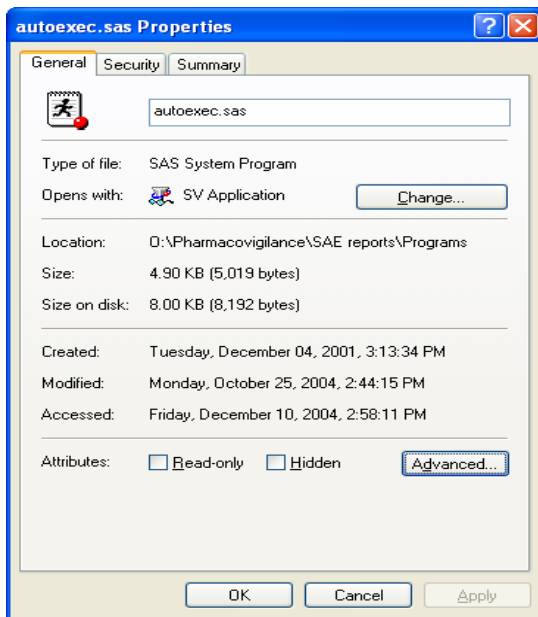 autoexec.sas Properties
General Security Summary
autoexec.sas
Type of file: SAS System Program
Opens with: SV Application Change...
Location: O:\Pharmacovigilance\SAE reports\Programs
Size: 4.90 KB (5,019 bytes)
Size on disk: 8.00 KB (8,192 bytes)
Created: Tuesday, December 04, 2001, 3:13:34 PM
Modified: Monday, October 25, 2004, 2:44:15 PM
Accessed: Friday, December 10, 2004, 2:58:11 PM
Attributes: Read-only Hidden Advanced...
OK Cancel Apply